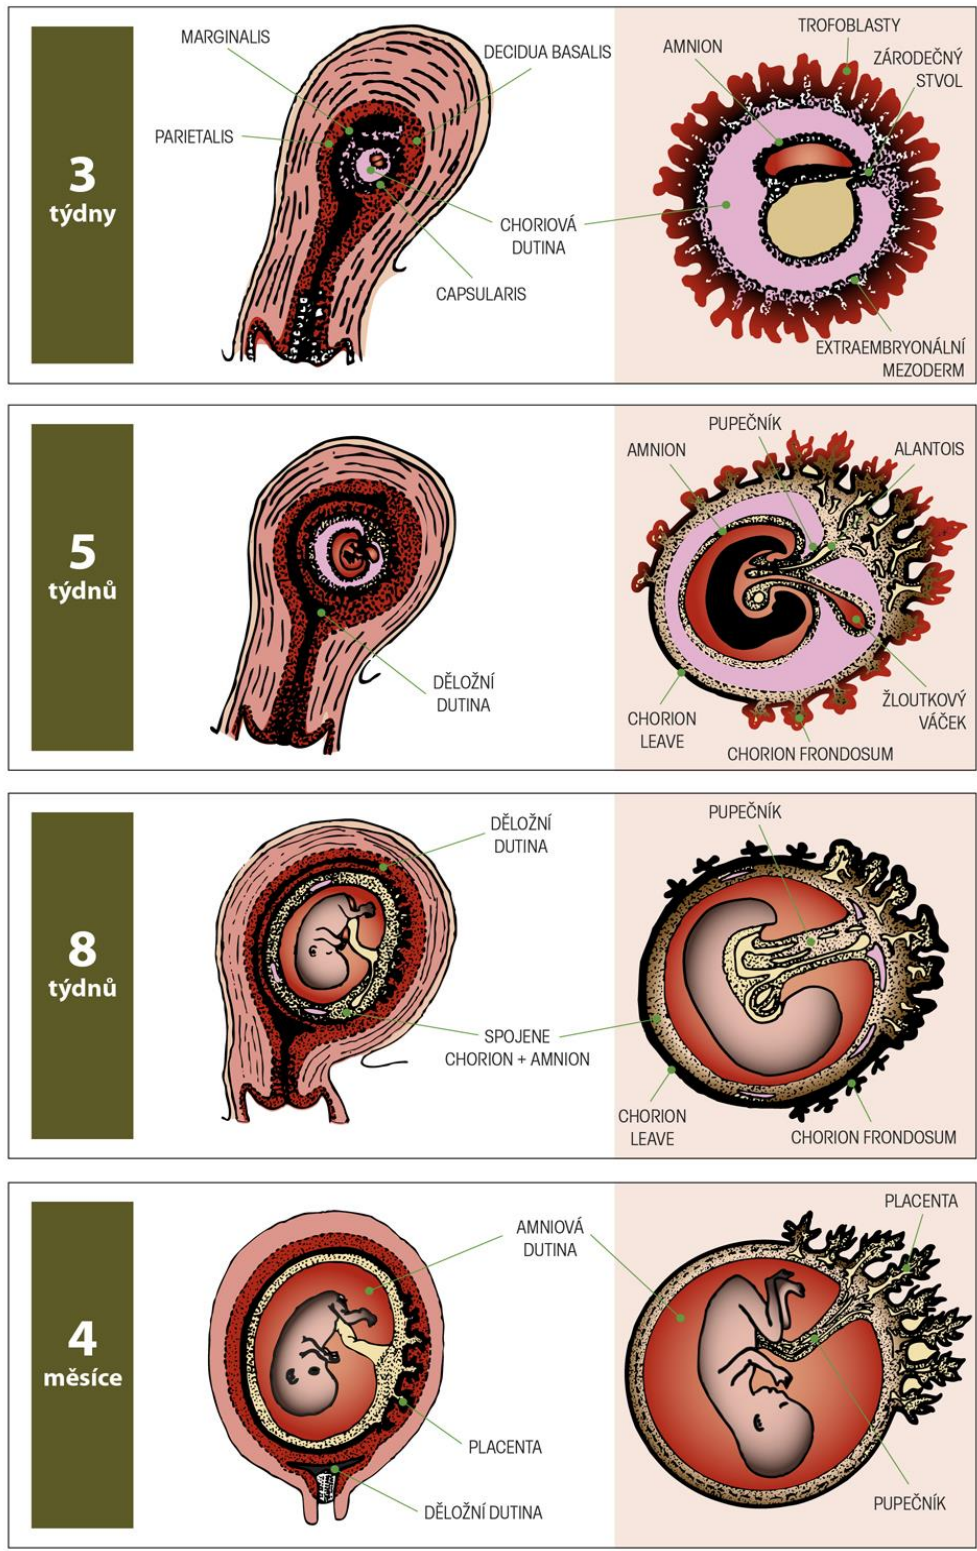 3
týdny
MARGINALIS
DECIDUA BASALIS
PARIETALIS
CHORIOVÁ
DUTINA
CAPSULARIS
TROFOBLASTY
AMNION
ZÁRODEČNÝ
STVOL
EXTRAEMBRYONÁLNÍ
MEZODERM
5
týdnů
DĚLOŽNÍ
DUTINA
PUPEČNÍK
AMNION
ALANTOIS
CHORION
LEAVE
ŽLOUTKOVÝ
VÁČEK
CHORION FRONDOSUM
8
týdnů
DĚLOŽNÍ
DUTINA
SPOJENE
CHORION + AMNION
PUPEČNÍK
CHORION
LEAVE
CHORION FRONDOSUM
4
měsíce
AMNIOVÁ
DUTINA
PLACENTA
DĚLOŽNÍ DUTINA
PLACENTA
PUPEČNÍK